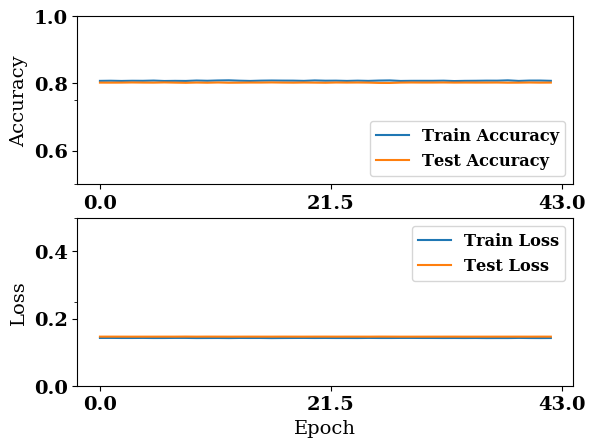 1.0
0.8
0.6
Accuracy
Train Accuracy
Test Accuracy
0.0 21.5 43.0
0.4
0.2
0.0
Loss
Train Loss
Test Loss
0.0 21.5 43.0
Epoch